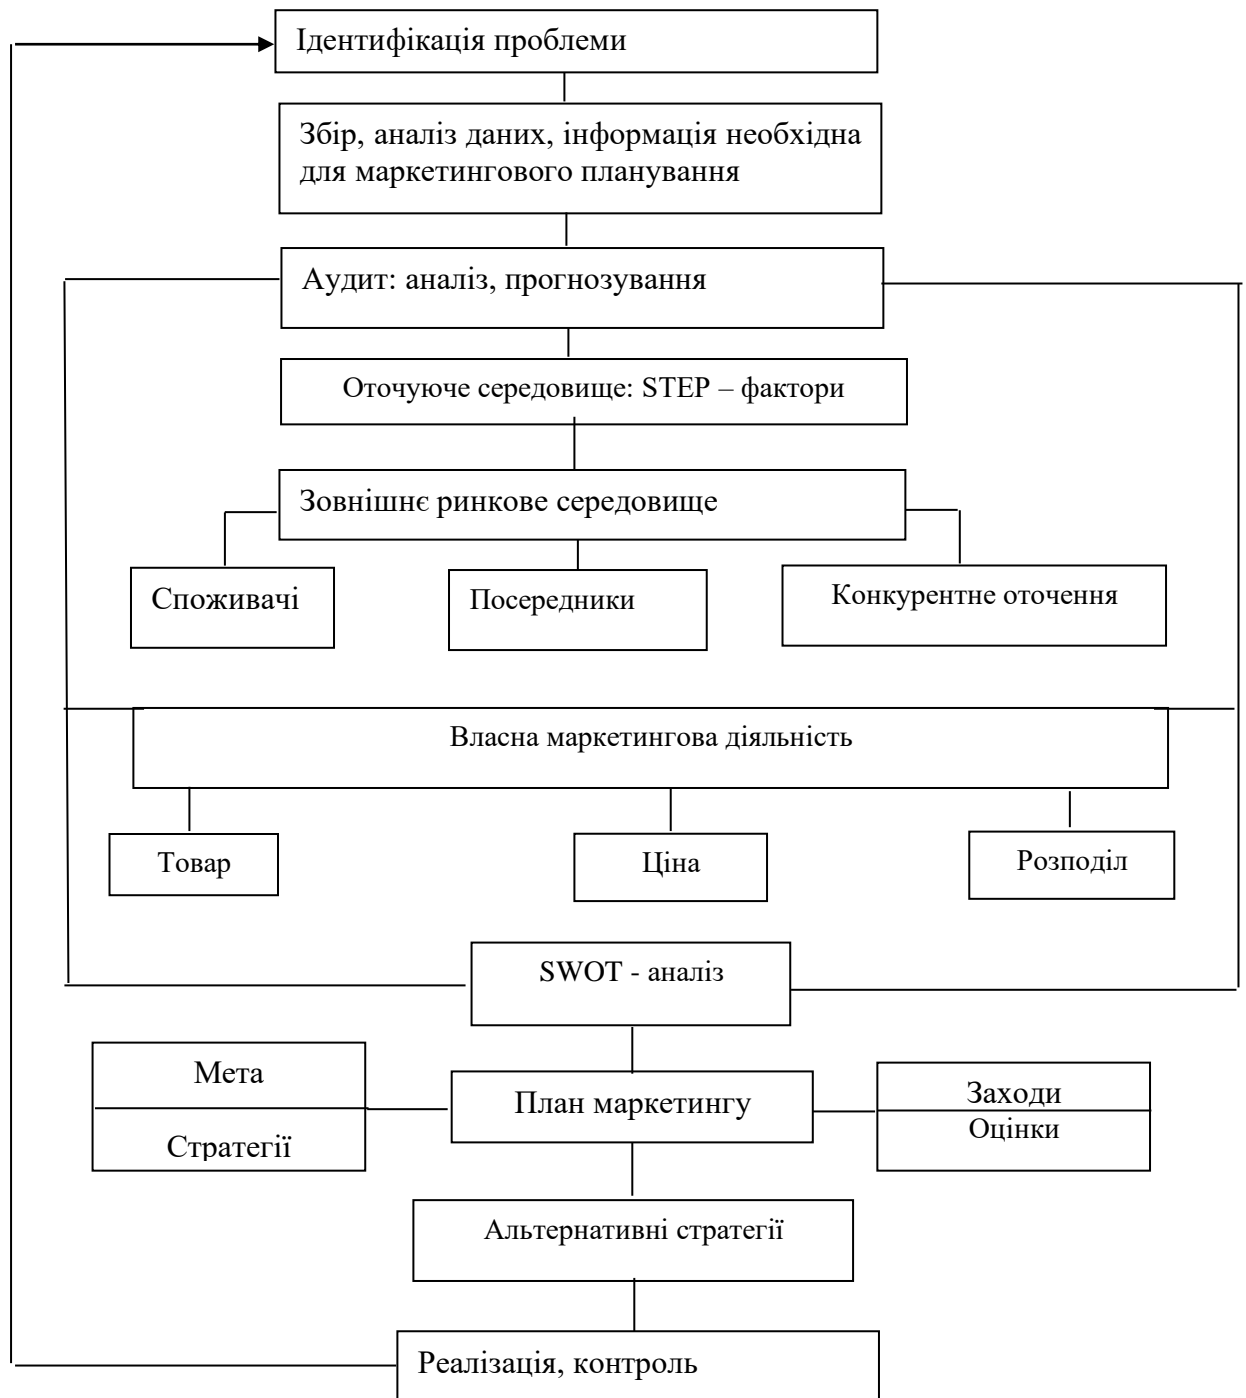 Ідентифікація проблеми
Збір, аналіз даних, інформація необхідна
для маркетингового планування
Аудит: аналіз, прогнозування
Оточуюче середовище: STEP – фактори
Зовнішнє ринкове середовище
Споживачі
Посередники
Конкурентне оточення
Власна маркетингова діяльність
Товар
Ціна
Розподіл
SWOT - аналіз
Мета
Стратегії
План маркетингу
Заходи
Оцінки
Альтернативні стратегії
Реалізація, контроль